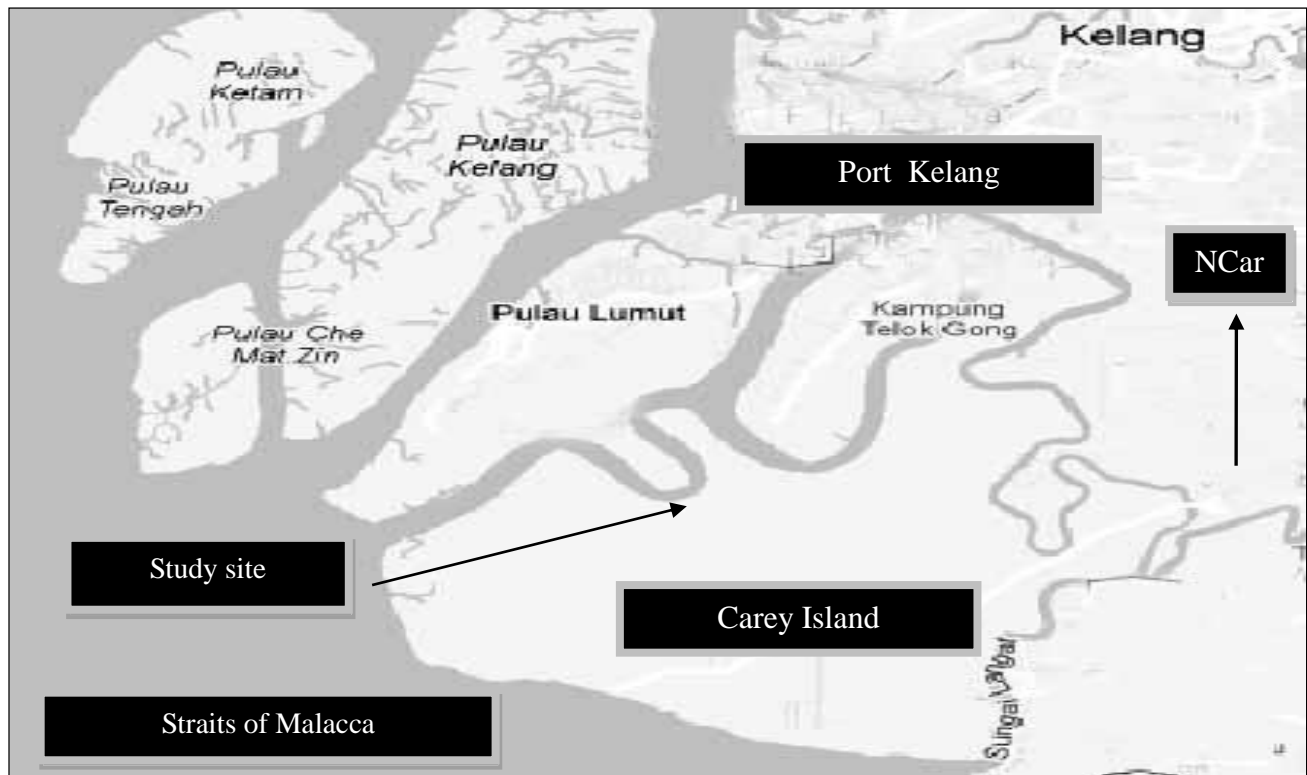 Kelang
Pulau
Ketam
Pulau
Kelang
Port Kelang
Pulau
Tengah
NCar
Pulau Lumut
Kampung
Telok Gong
Pulau Che
Mat Zin
Study site
Carey Island
Sungai Langat
Straits of Malacca